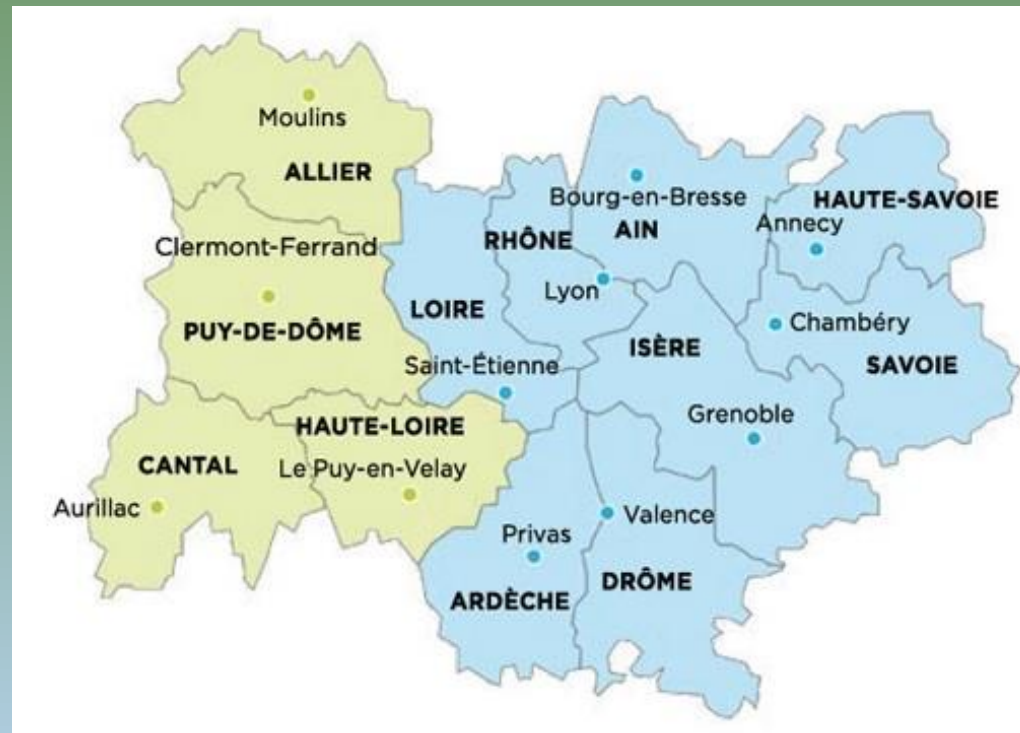 Moulins
ALLIER
Clermont-Ferrand
PUY-DE-DÔME
CANTAL
Aurillac
HAUTE-LOIRE
Le Puy-en-Velay
LOIRE
Saint-Étienne
RHÔNE
Lyon
Bourg-en-Bresse
AIN
HAUTE-SAVOIE
Annecy
Chambéry
SAVOIE
ISÈRE
Grenoble
Privas
ARDÈCHE
Valence
DRÔME